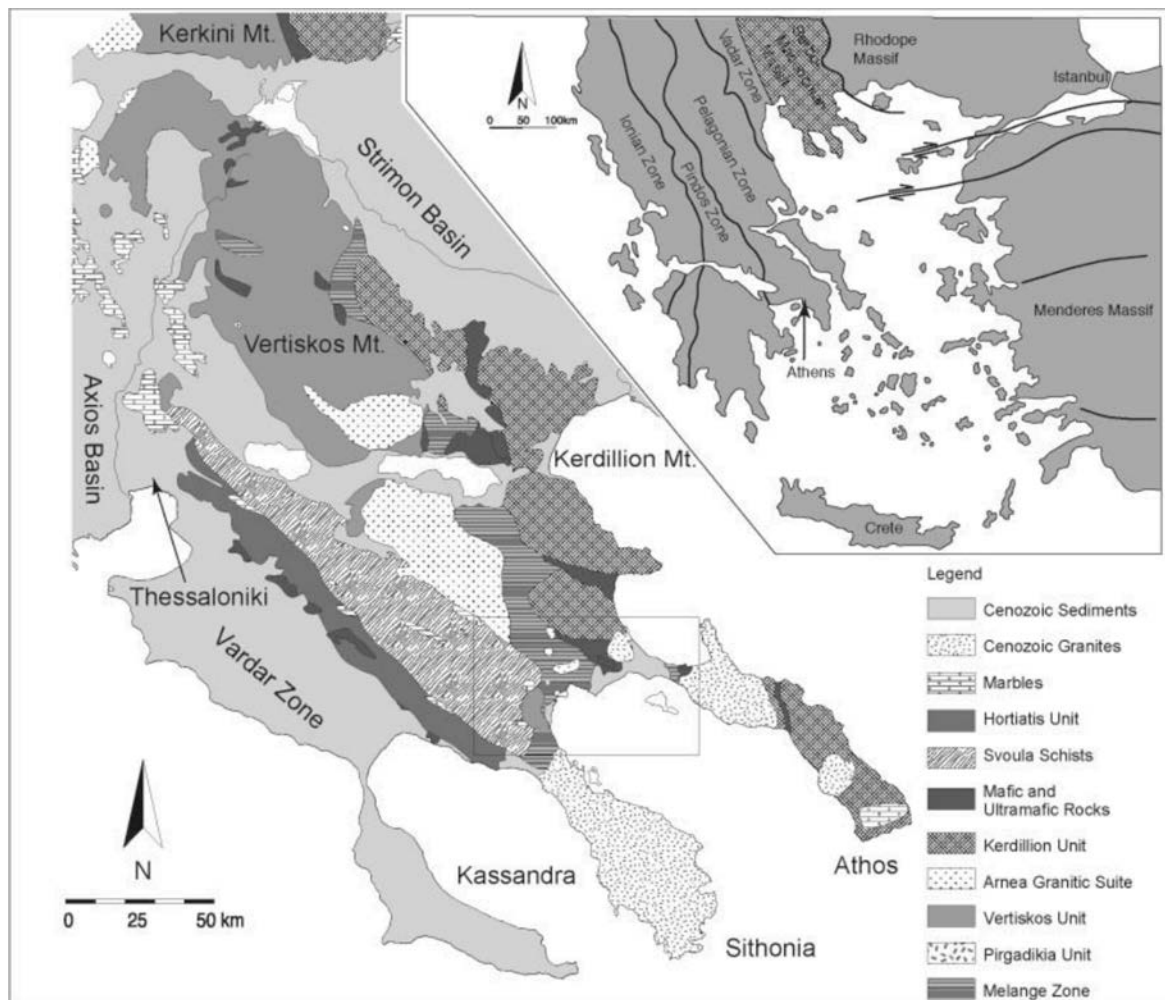 Kerkini Mt.
Strimon Basin
Vertiskos Mt.
Axios Basin
Kerdillion Mt.
Thessaloniki
Vardar Zone
N
0 25 50 km
Kassandra
Sithonia
Athos
N
0 50 100km
Ionian Zone
Pindos Zone
Pelagonian Zone
Vadar Zone
Massif
Rhodope
Massif
Istanbul
Menderes Massif
Athens
Crete
Legend
Cenozoic Sediments
Cenozoic Granites
Marbles
Hortiatis Unit
Svoula Schists
Mafic and
Ultramafic Rocks
Kerdillion Unit
Arnea Granitic Suite
Vertiskos Unit
Pirgadikia Unit
Melange Zone